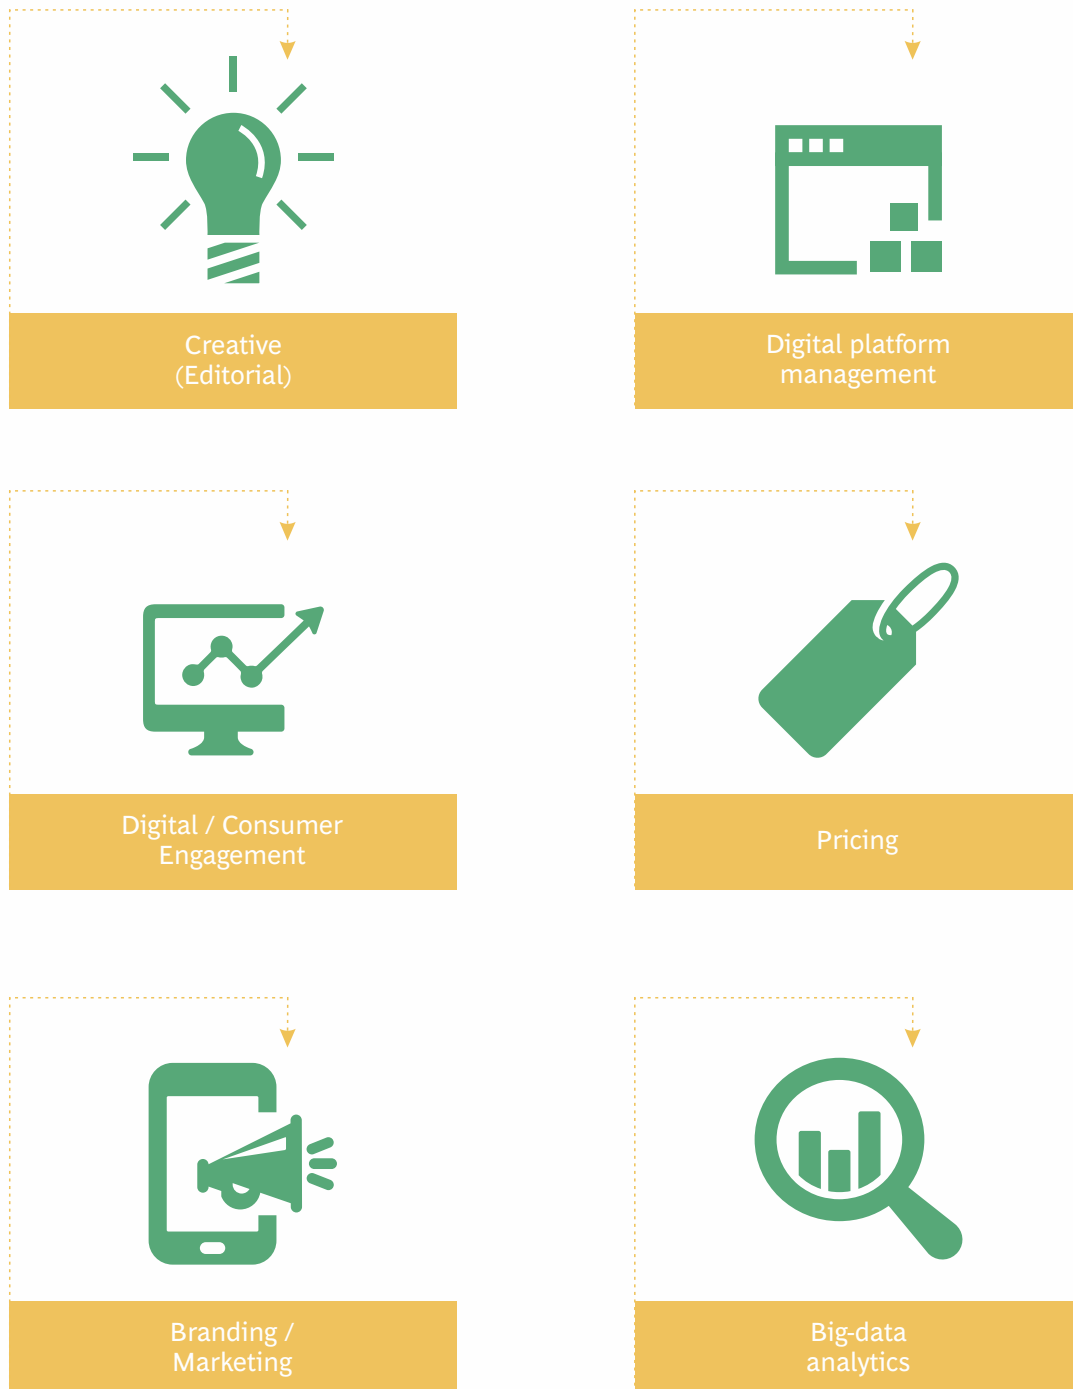 Creative
(Editorial)
Digital platform
management
Digital / Consumer
Engagement
Pricing
Branding /
Marketing
Big-data
analytics